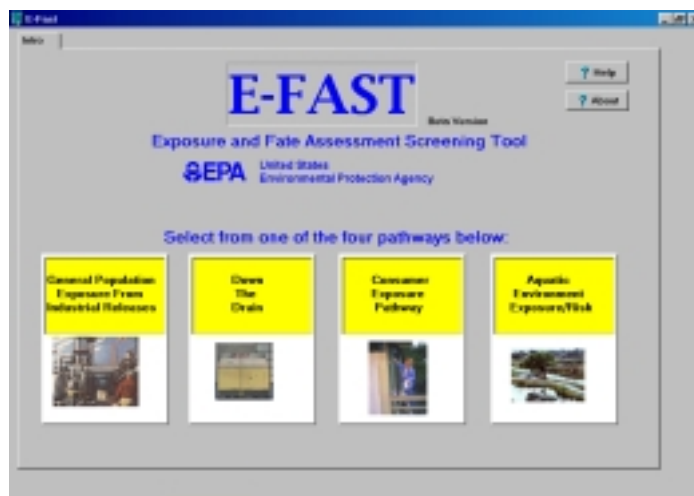 E-Fast
Intro
E-FAST
Beta Version
? Help
? About
Exposure and Fate Assessment Screening Tool
EPA
United States
Environmental Protection Agency
Select from one of the four pathways below:
General Population
Exposure From
Industrial Releases
Down
The
Drain
Consumer
Exposure
Pathway
Aquatic
Environment
Exposure/Risk